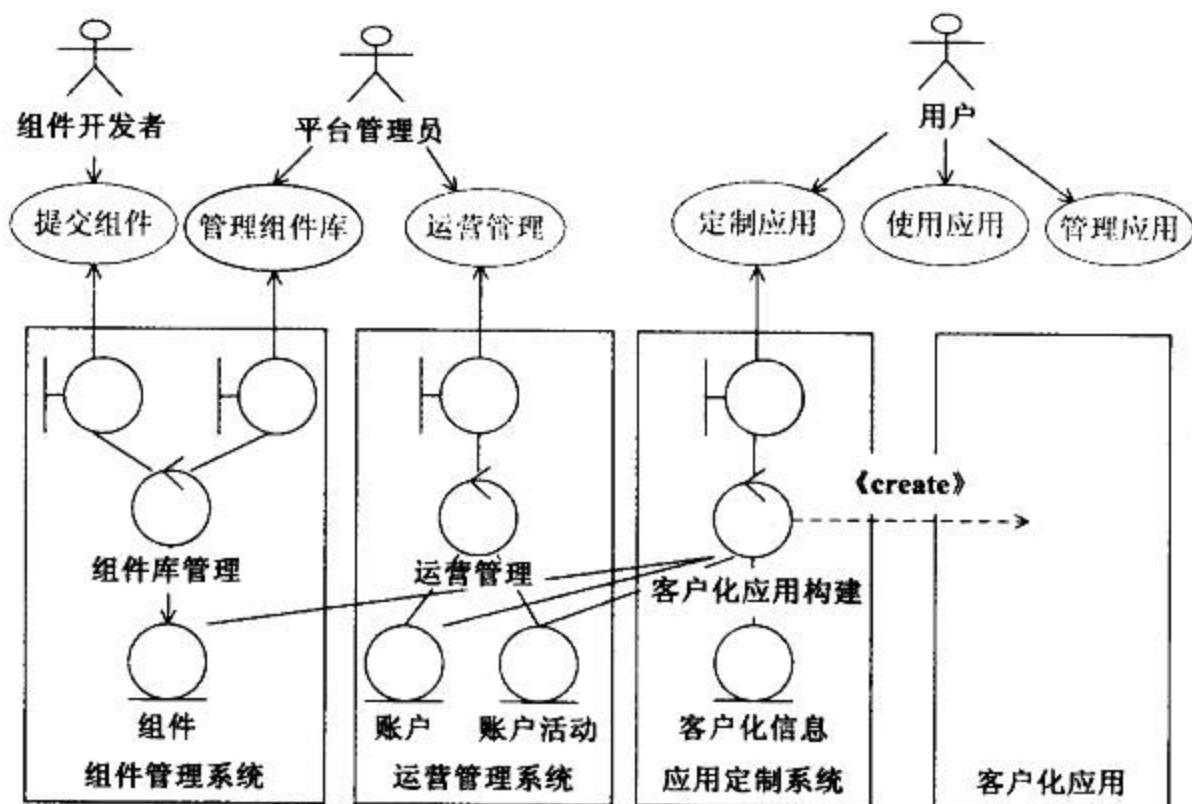 组件开发者
平台管理员
用户
提交组件
管理组件库
运营管理
定制应用
使用应用
管理应用
《create》
组件库管理
运营管理
客户化应用构建
组件
账户
账户活动
客户化信息
组件管理系统
运营管理系统
应用定制系统
客户化应用